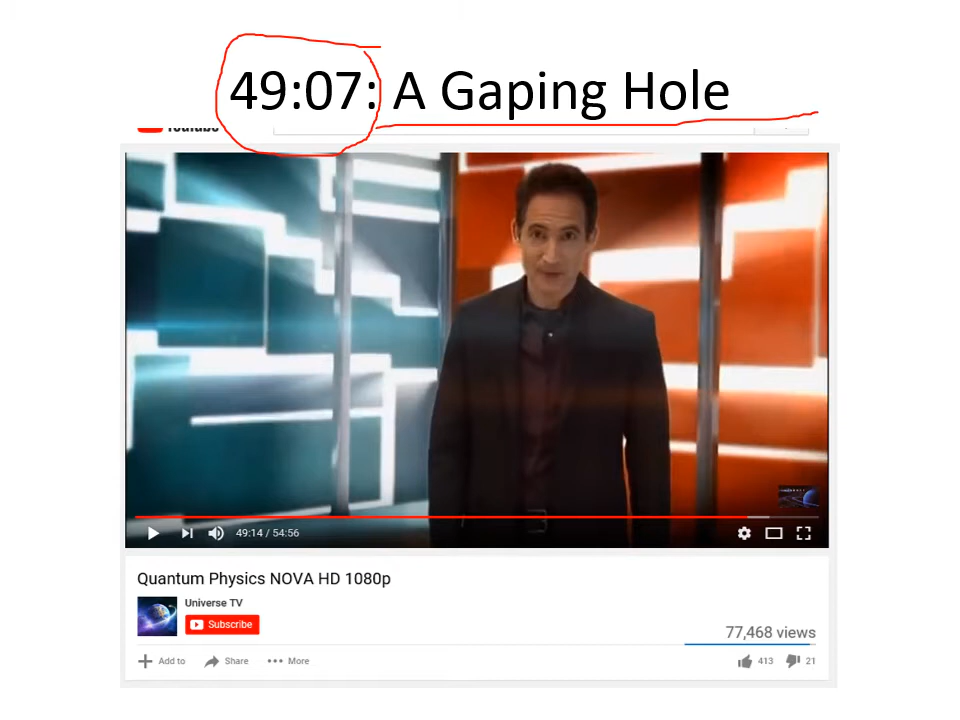 49:07: A Gaping Hole
YouTube
49:14 / 54:56
Quantum Physics NOVA HD 1080p
Universe TV
Subscribe
77,468 views
Add to Share More 413 21